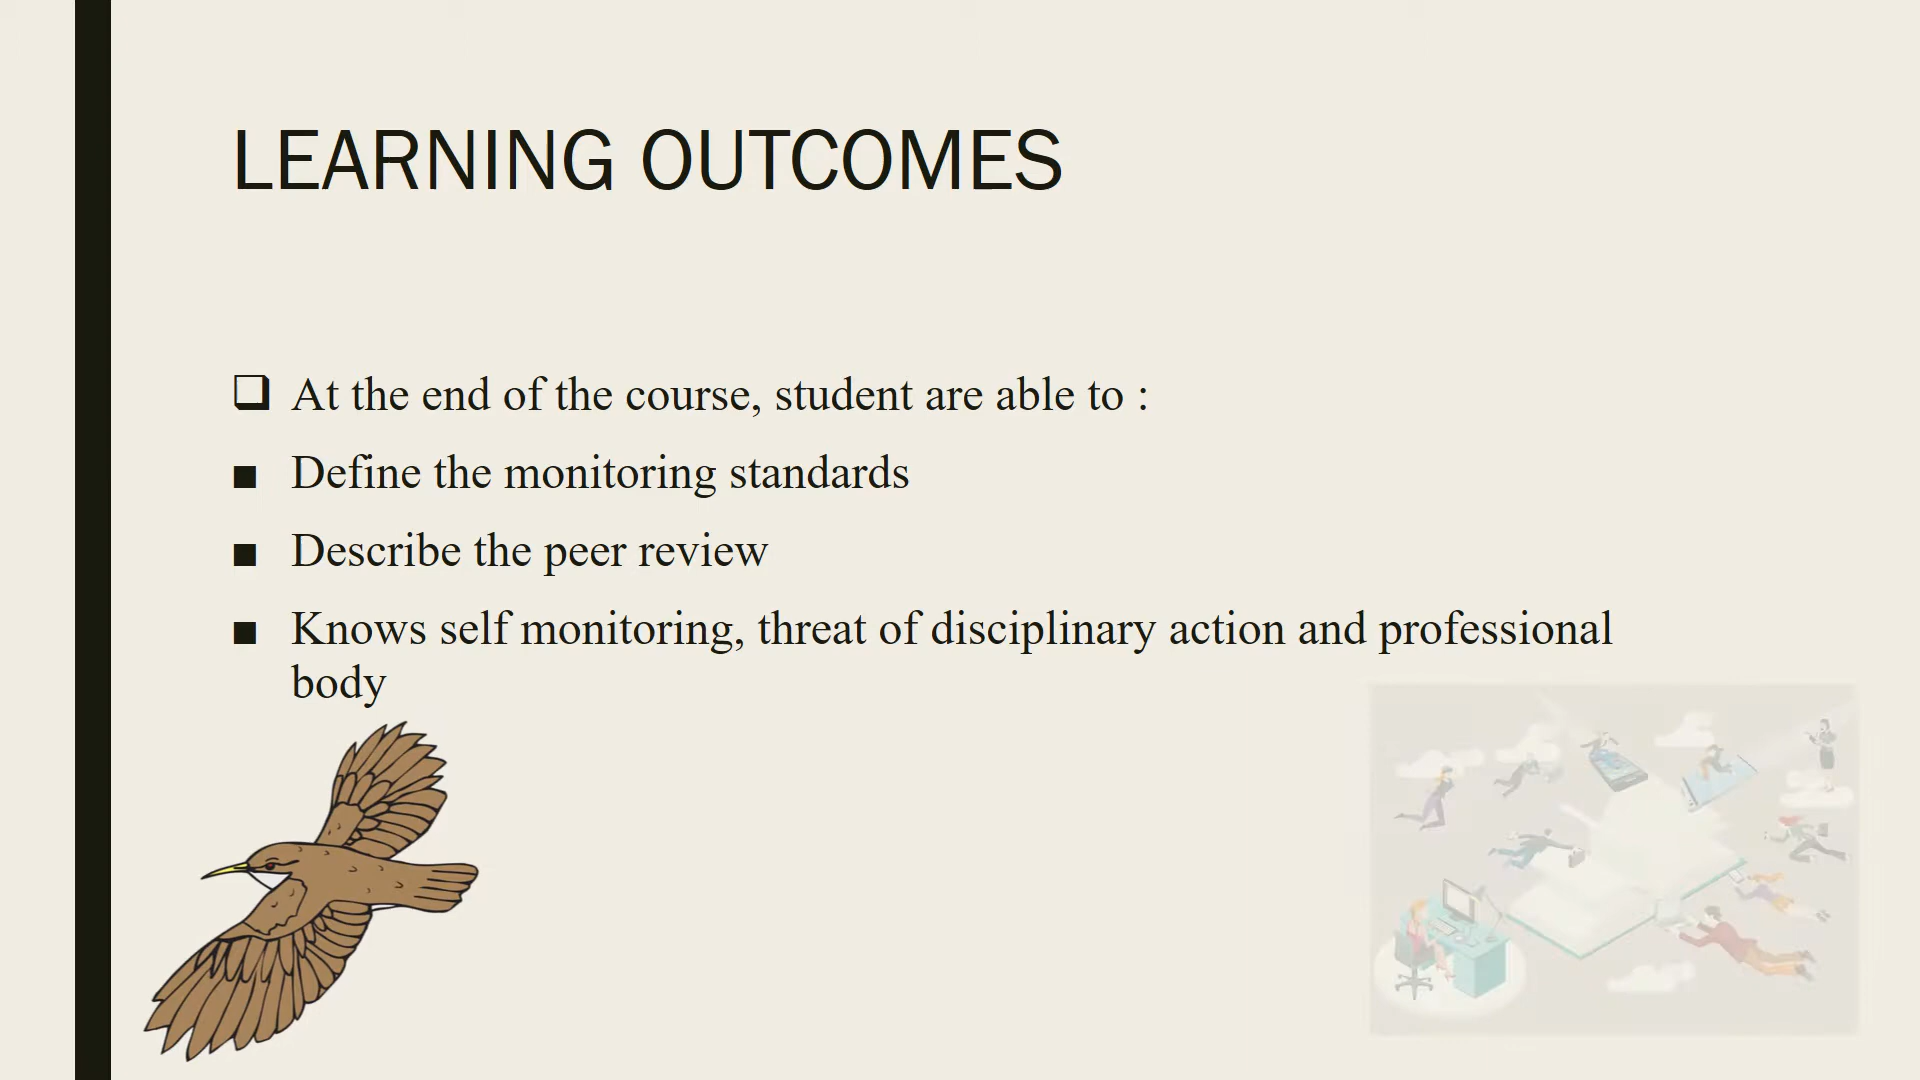 LEARNING OUTCOMES
❑ At the end of the course, student are able to :
■ Define the monitoring standards
■ Describe the peer review
■ Knows self monitoring, threat of disciplinary action and professional
body